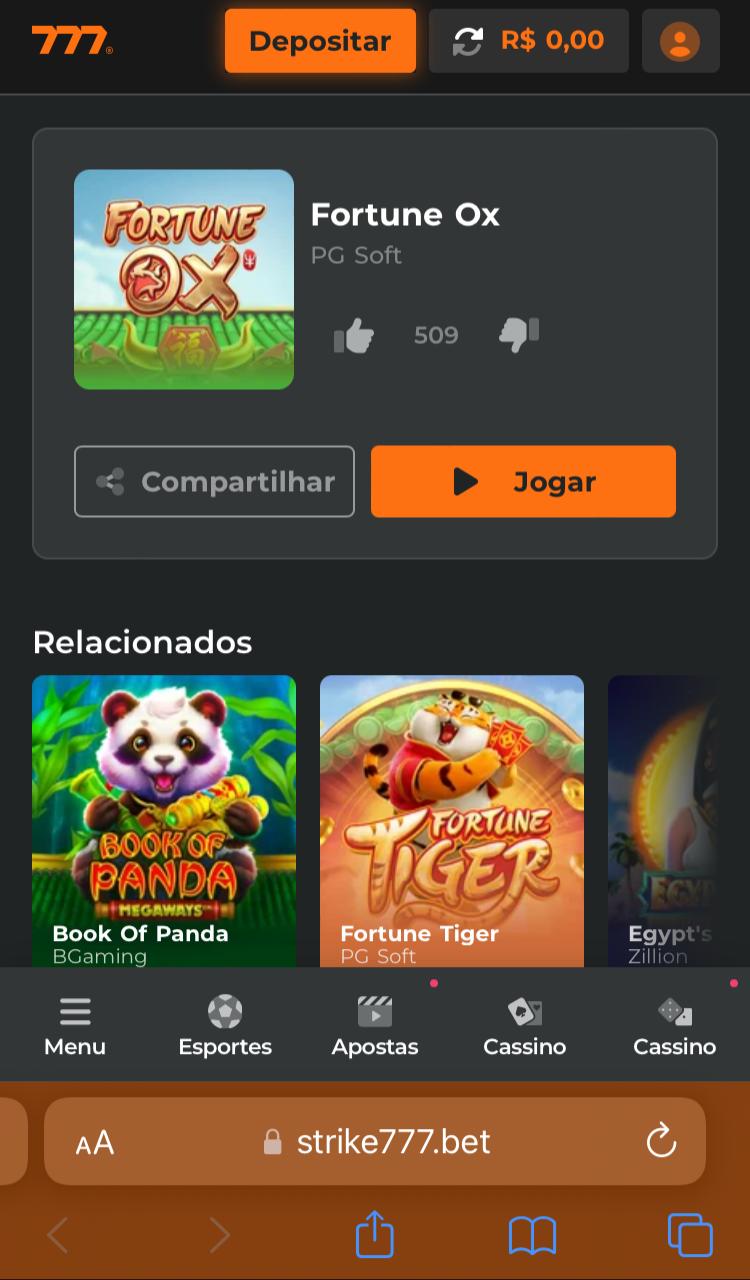 777
Depositar
R$ 0,00
FORTUNE
OX
福
Fortune Ox
PG Soft
509
Compartilhar
Jogar
Relacionados
BOOK OF
PANDA
MEGAWAYS
Book Of Panda
BGaming
FORTUNE
TIGER
Fortune Tiger
PG Soft
EGYP
Egypt's
Zillion
Menu
Esportes
Apostas
Cassino
Cassino
AA
strike777.bet